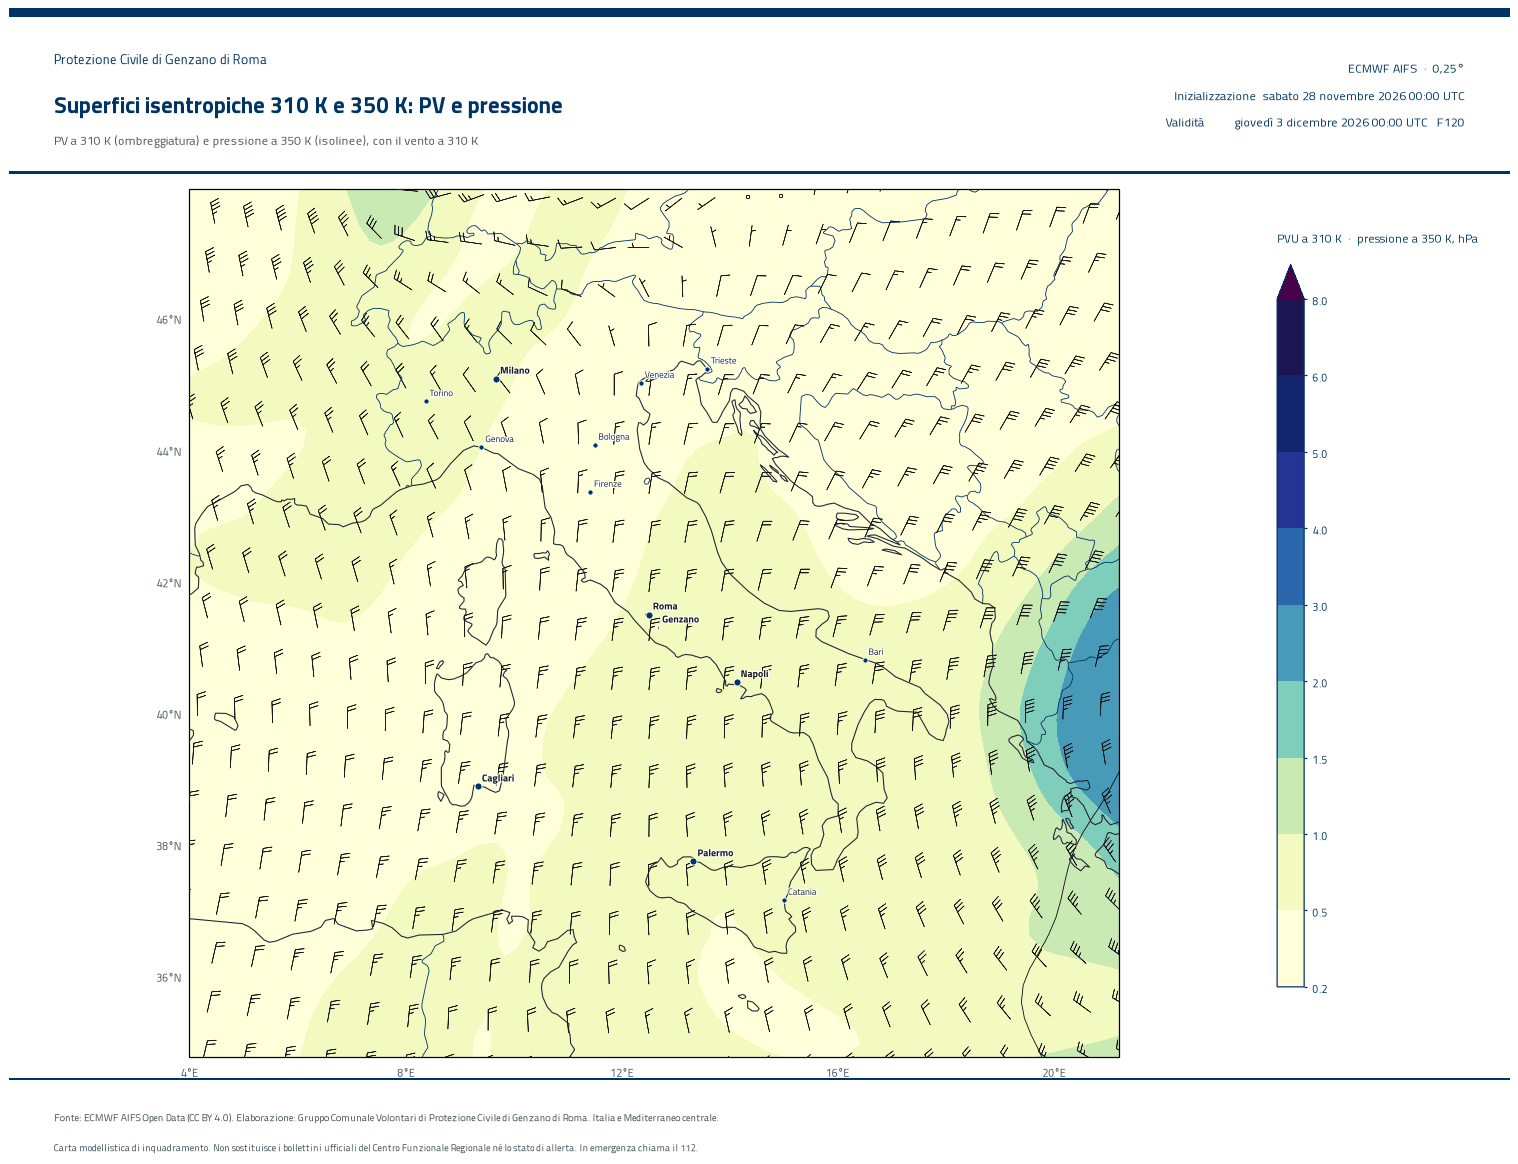 Protezione Civile di Genzano di Roma
Superfici isentropiche 310 K e 350 K: PV e pressione
PV a 310 K (ombreggiatura) e pressione a 350 K (isolinee), con il vento a 310 K
ECMWF AIFS · 0,25°
Inizializzazione sabato 28 novembre 2026 00:00 UTC
Validità giovedì 3 dicembre 2026 00:00 UTC F120
PVU a 310 K · pressione a 350 K, hPa
8.0
6.0
5.0
4.0
3.0
2.0
1.5
1.0
0.5
0.2
46°N
44°N
42°N
40°N
38°N
36°N
4°E
8°E
12°E
16°E
20°E
Trieste
Milano
Venezia
Torino
Bologna
Genova
Firenze
Roma
Genzano
Bari
Napoli
Cagliari
Palermo
Catania
Fonte: ECMWF AIFS Open Data (CC BY 4.0). Elaborazione: Gruppo Comunale Volontari di Protezione Civile di Genzano di Roma. Italia e Mediterraneo centrale.
Carta modellistica di inquadramento. Non sostituisce i bollettini ufficiali del Centro Funzionale Regionale né lo stato di allerta. In emergenza chiama il 112.